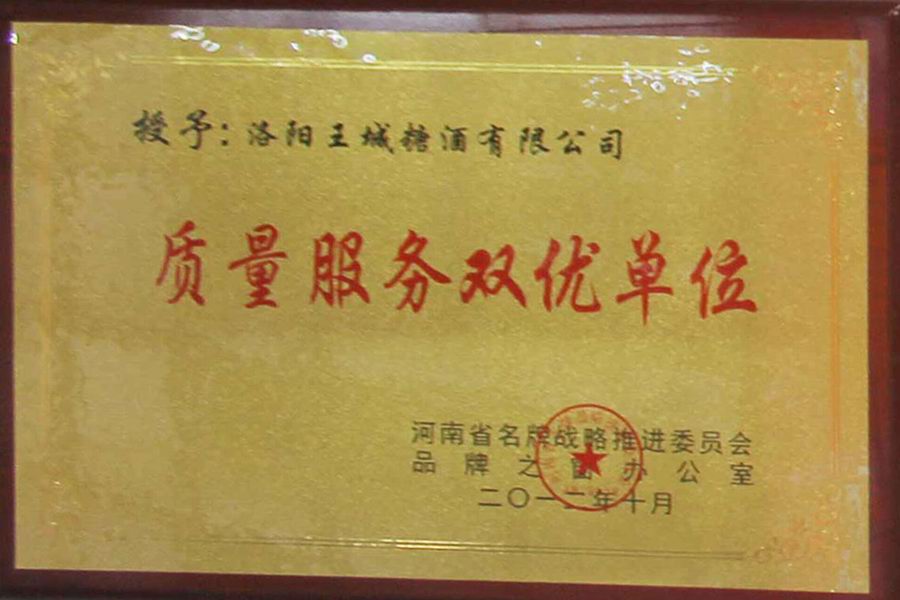 授予：洛阳王城糖酒有限公司
质量服务双优单位
河南省名牌战略推进委员会
品牌之窗办公室
二〇一二年十月